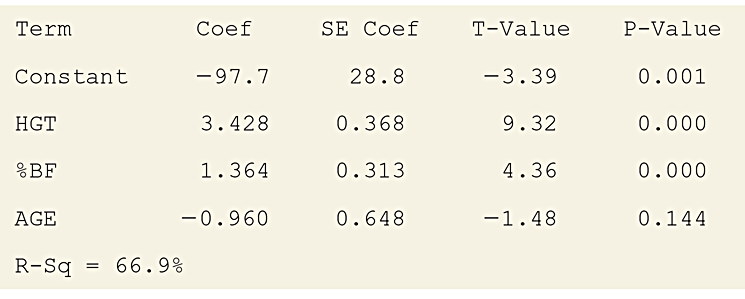 Term Coef SE Coef T-Value P-Value
Constant −97.7 28.8 −3.39 0.001
HGT 3.428 0.368 9.32 0.000
%BF 1.364 0.313 4.36 0.000
AGE −0.960 0.648 −1.48 0.144
R-Sq = 66.9%